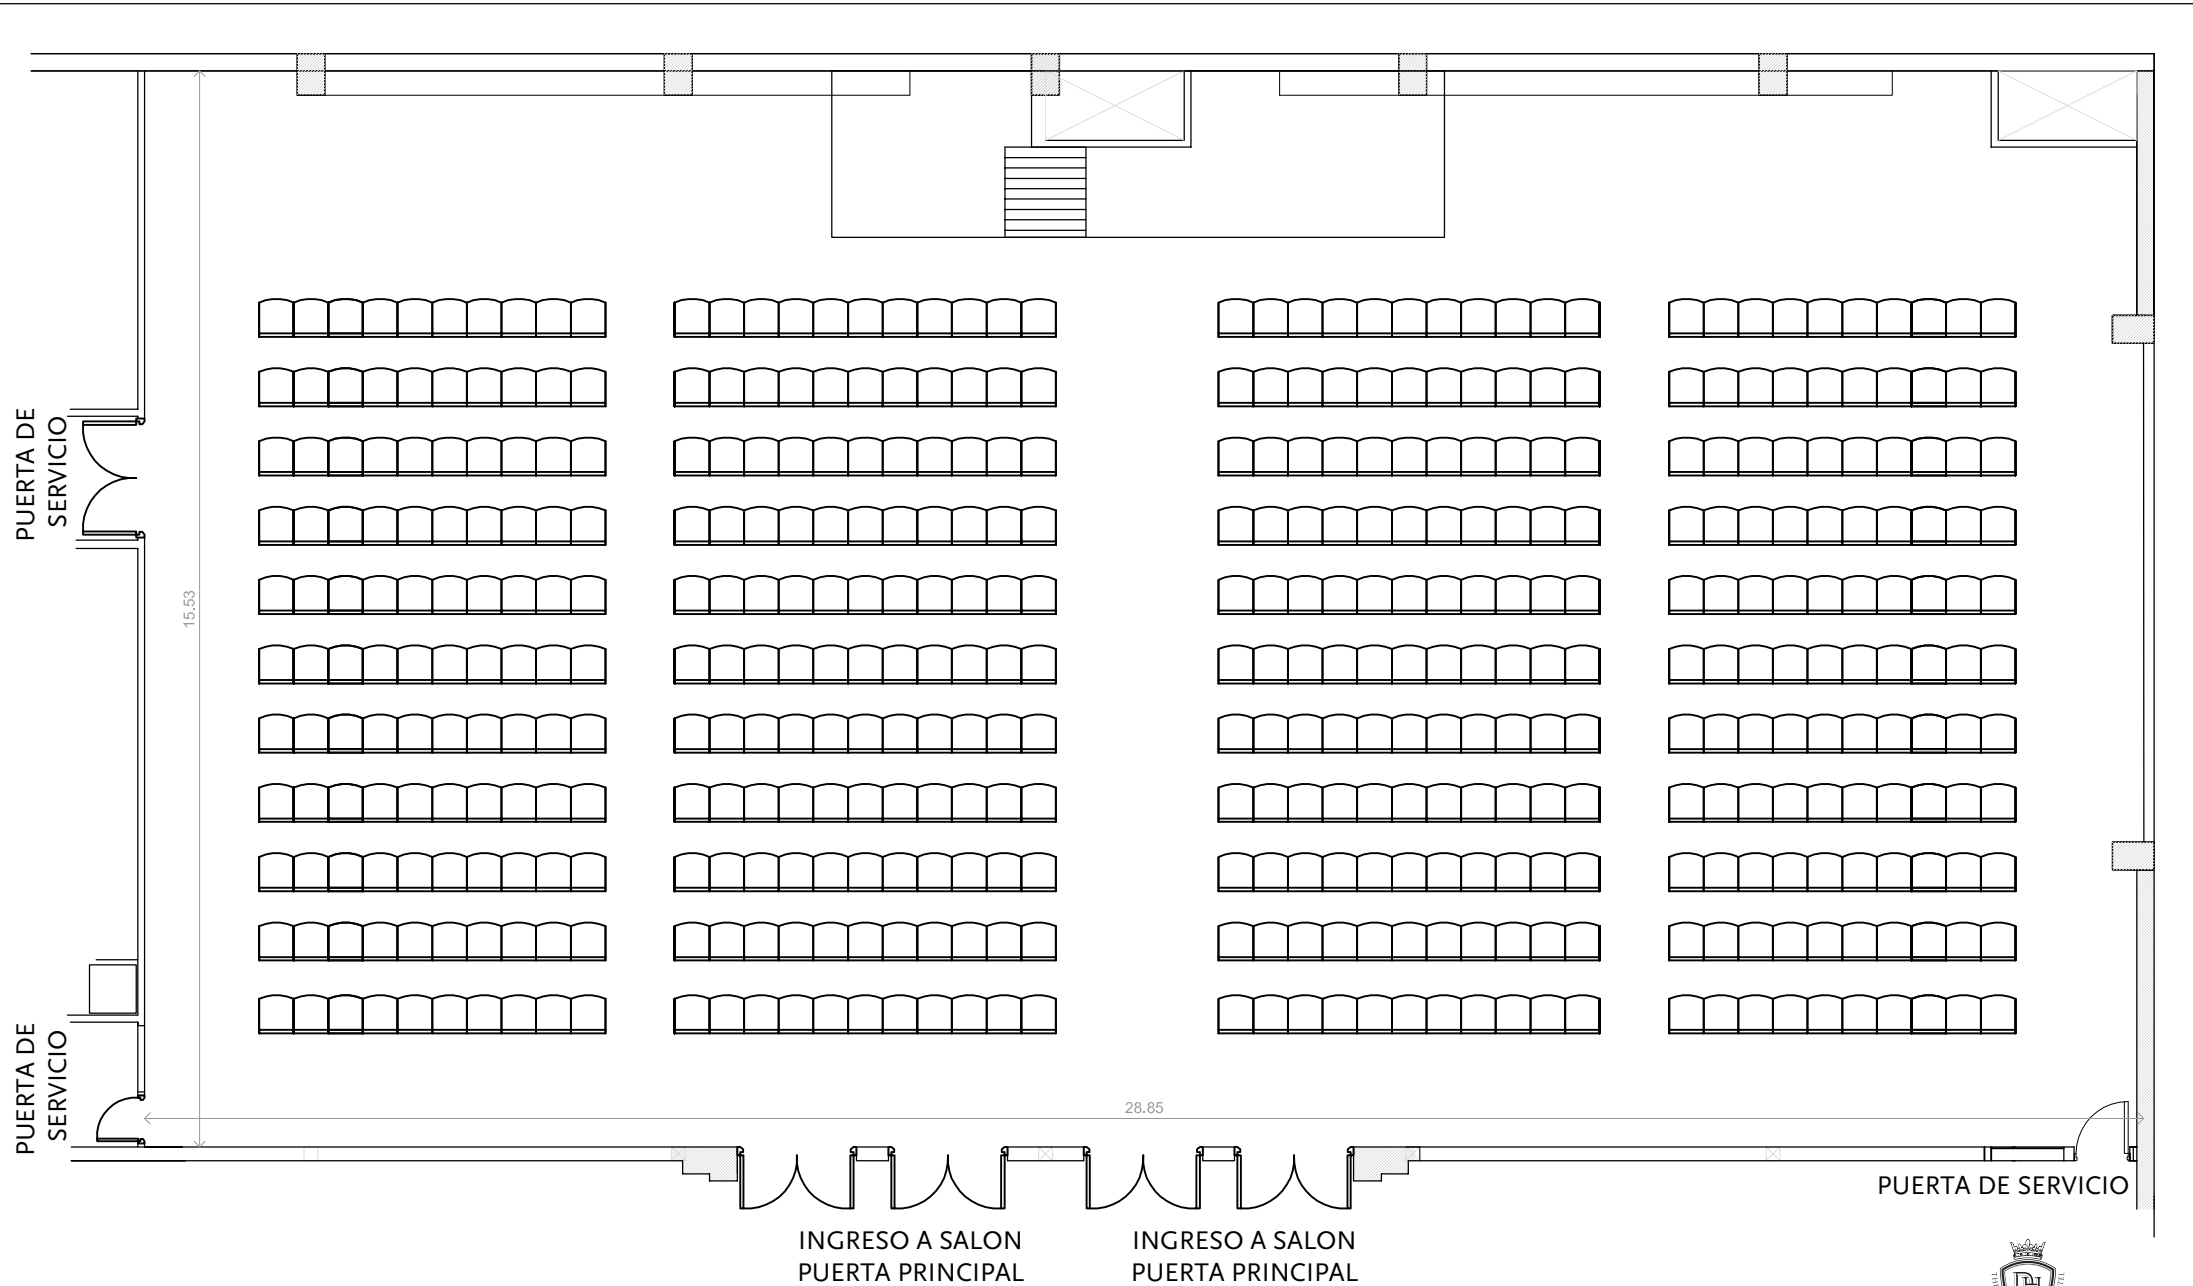 PUERTA DE
SERVICIO
15.53
PUERTA DE
SERVICIO
28.85
PUERTA DE SERVICIO
INGRESO A SALON
PUERTA PRINCIPAL
INGRESO A SALON
PUERTA PRINCIPAL